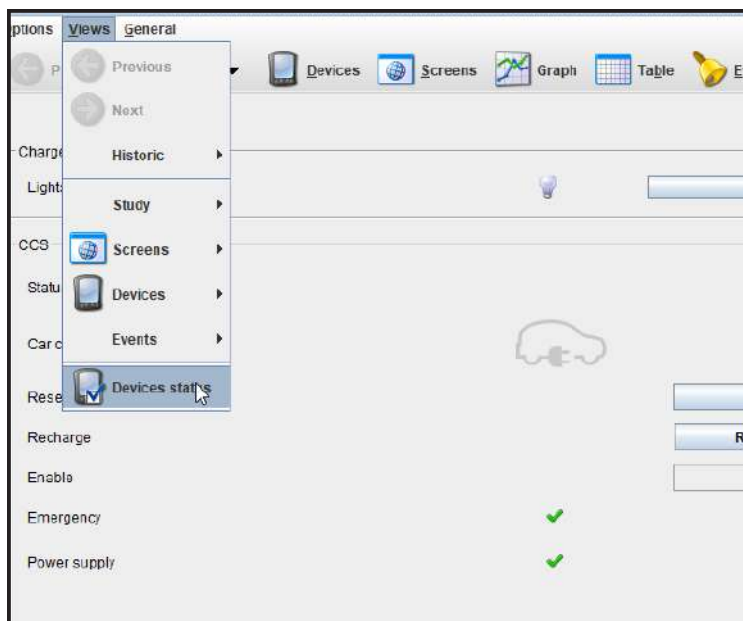 ptions Views General
P Previous Devices Screens Graph Table E
Next
Charge Historic
Lights
Study
CCS Screens
Statu Devices
Car c Events
Rese Devices status
Recharge R
Enable
Emergency
Power supply